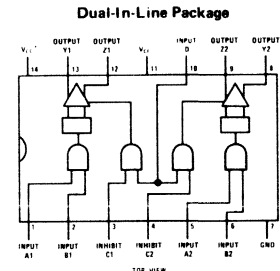 Dual-In-Line Package
VCC+ OUTPUT Y1 OUTPUT Z1 VCC- INPUT D OUTPUT Z2 OUTPUT Y2
14 13 12 11 10 9 8
1 2 3 4 5 6 7
INPUT A1 INPUT B1 INHIBIT C1 INHIBIT C2 INPUT A2 INPUT B2 GND
TOP VIEW